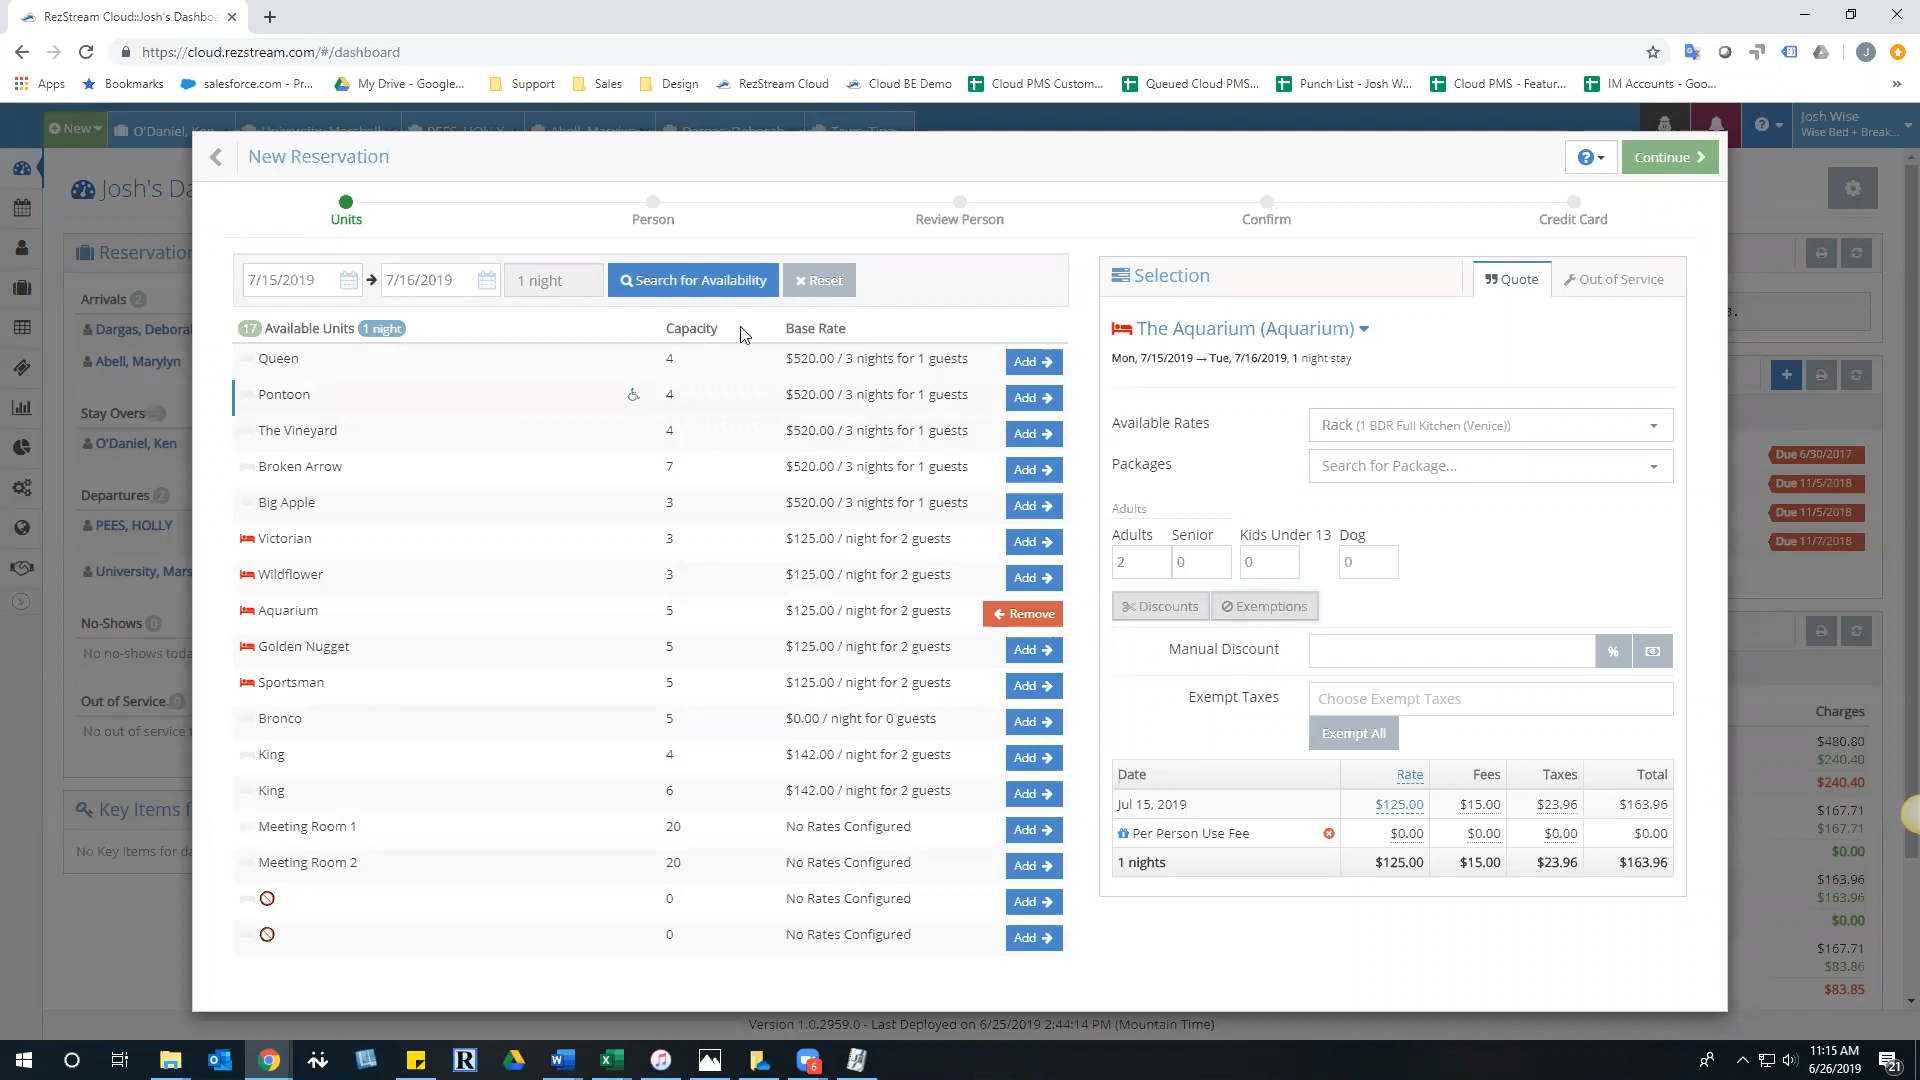 RezStream Cloud::Josh's Dashbo
https://cloud.rezstream.com/#/dashboard
Apps Bookmarks salesforce.com - Pr... My Drive - Google... Support Sales Design RezStream Cloud Cloud BE Demo Cloud PMS Custom... Queued Cloud PMS... Punch List - Josh W... Cloud PMS - Featur... IM Accounts - Goo...
New O'Daniel, Ken Josh Wise
Wise Bed + Break...
New Reservation Continue
Josh's Da
Units Person Review Person Confirm Credit Card
Reservation
7/15/2019 7/16/2019 1 night Search for Availability Reset
Selection Quote Out of Service
Arrivals 2
Dargas, Debora
Abell, Marylyn
Stay Overs
O'Daniel, Ken
Departures 2
PEES, HOLLY
University, Mars
No-Shows 0
No no-shows toda
Out of Service 0
No out of service t
Key Items f
No Key Items for da
17 Available Units 1 night Capacity Base Rate
Queen 4 $520.00 / 3 nights for 1 guests Add
Pontoon 4 $520.00 / 3 nights for 1 guests Add
The Vineyard 4 $520.00 / 3 nights for 1 guests Add
Broken Arrow 7 $520.00 / 3 nights for 1 guests Add
Big Apple 3 $520.00 / 3 nights for 1 guests Add
Victorian 3 $125.00 / night for 2 guests Add
Wildflower 3 $125.00 / night for 2 guests Add
Aquarium 5 $125.00 / night for 2 guests Remove
Golden Nugget 5 $125.00 / night for 2 guests Add
Sportsman 5 $125.00 / night for 2 guests Add
Bronco 5 $0.00 / night for 0 guests Add
King 4 $142.00 / night for 2 guests Add
King 6 $142.00 / night for 2 guests Add
Meeting Room 1 20 No Rates Configured Add
Meeting Room 2 20 No Rates Configured Add
0 No Rates Configured Add
0 No Rates Configured Add
The Aquarium (Aquarium)
Mon, 7/15/2019 → Tue, 7/16/2019, 1 night stay
Available Rates Rack (1 BDR Full Kitchen (Venice))
Packages Search for Package...
Adults
Adults Senior Kids Under 13 Dog
2 0 0 0
Discounts Exemptions
Manual Discount %
Exempt Taxes Choose Exempt Taxes
Exempt All
Date Rate Fees Taxes Total
Jul 15, 2019 $125.00 $15.00 $23.96 $163.96
Per Person Use Fee $0.00 $0.00 $0.00 $0.00
1 nights $125.00 $15.00 $23.96 $163.96
Due 6/30/2017
Due 11/5/2018
Due 11/5/2018
Due 11/7/2018
Charges
$480.80
$240.40
$240.40
$167.71
$167.71
$0.00
$163.96
$163.96
$0.00
$167.71
$83.86
$83.85
Version 1.0.2959.0 - Last Deployed on 6/25/2019 2:44:14 PM (Mountain Time)
11:15 AM
6/26/2019
21